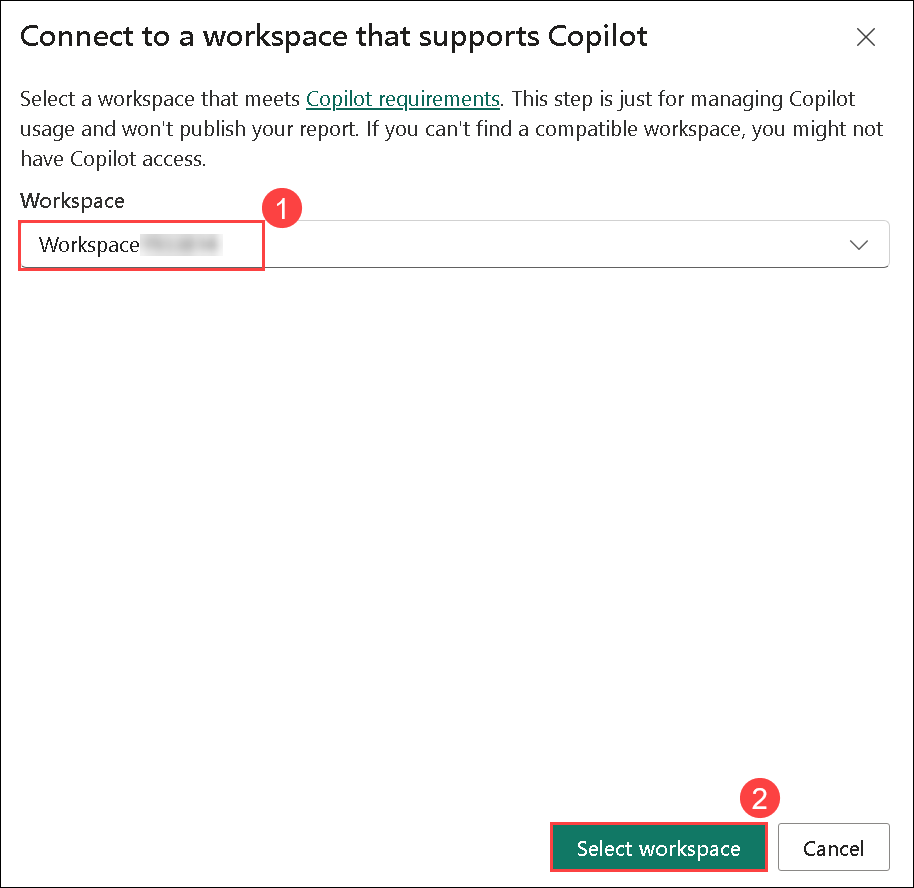 Connect to a workspace that supports Copilot
Select a workspace that meets Copilot requirements. This step is just for managing Copilot
usage and won't publish your report. If you can't find a compatible workspace, you might not
have Copilot access.
Workspace
1
Workspace
2
Select workspace
Cancel